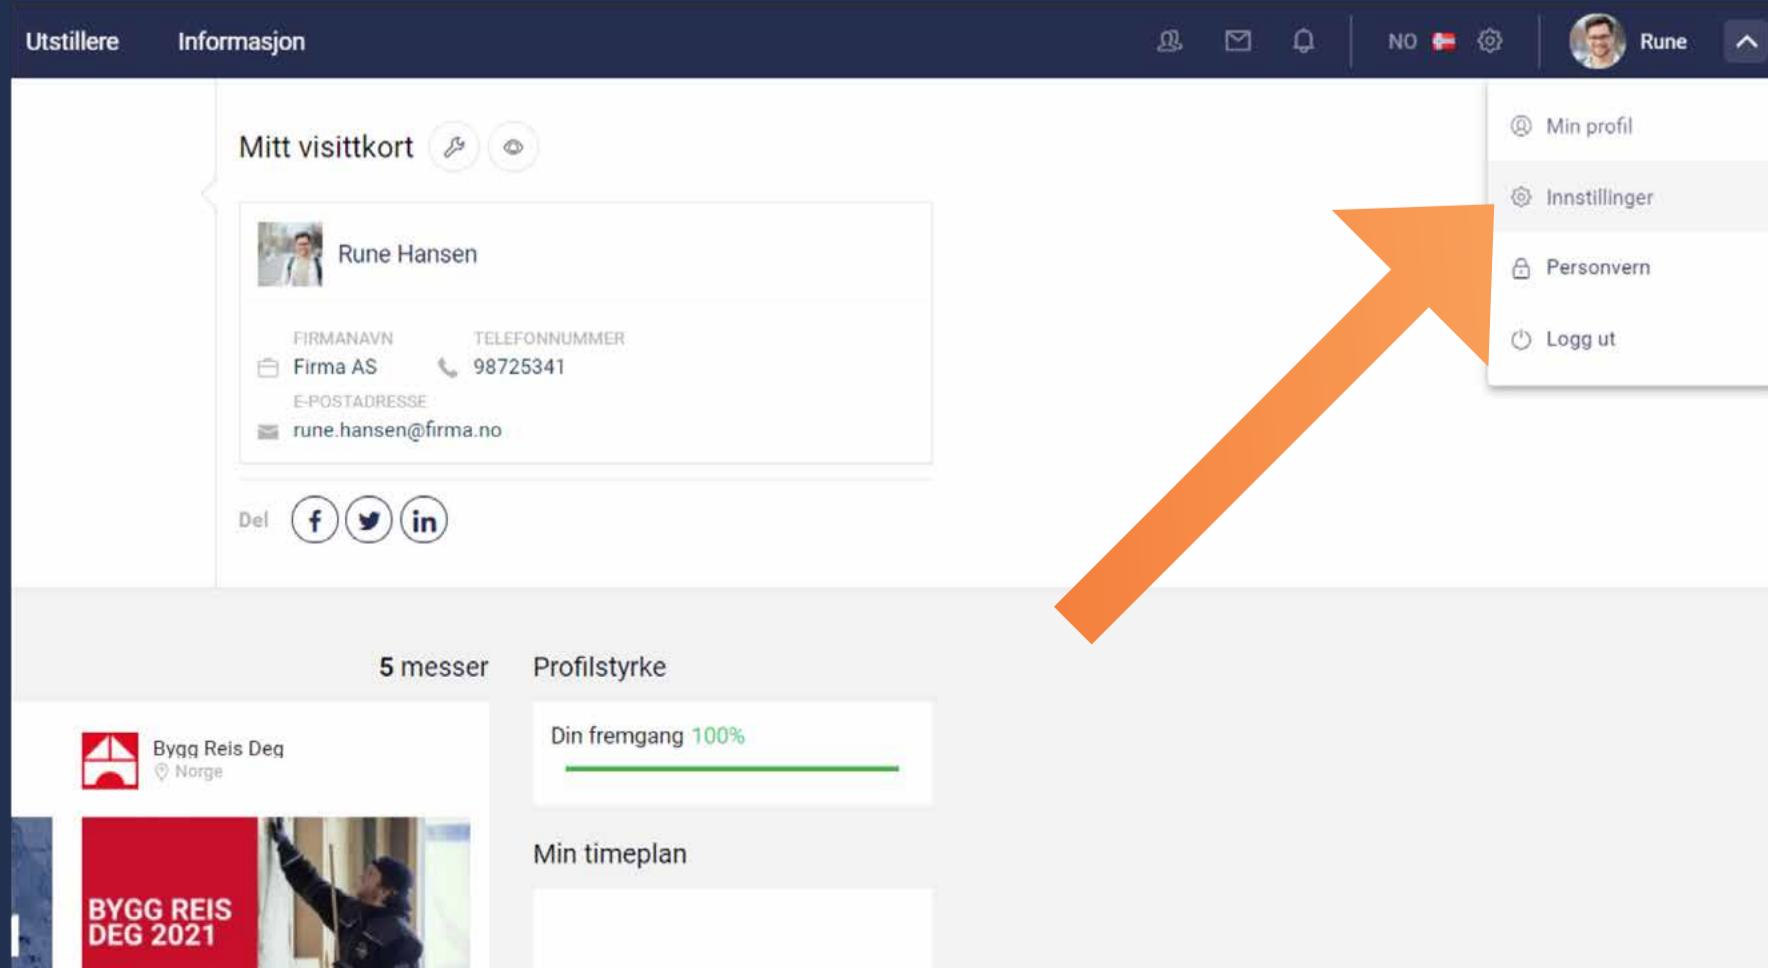 Utstillere Informasjon NO Rune
Min profil
Innstillinger
Personvern
Logg ut
Mitt visittkort
Rune Hansen
FIRMANAVN TELEFONNUMMER
Firma AS 98725341
E-POSTADRESSE
rune.hansen@firma.no
Del f in
5 messer
Bygg Reis Deg
Norge
BYGG REIS
DEG 2021
Profilstyrke
Din fremgang 100%
Min timeplan